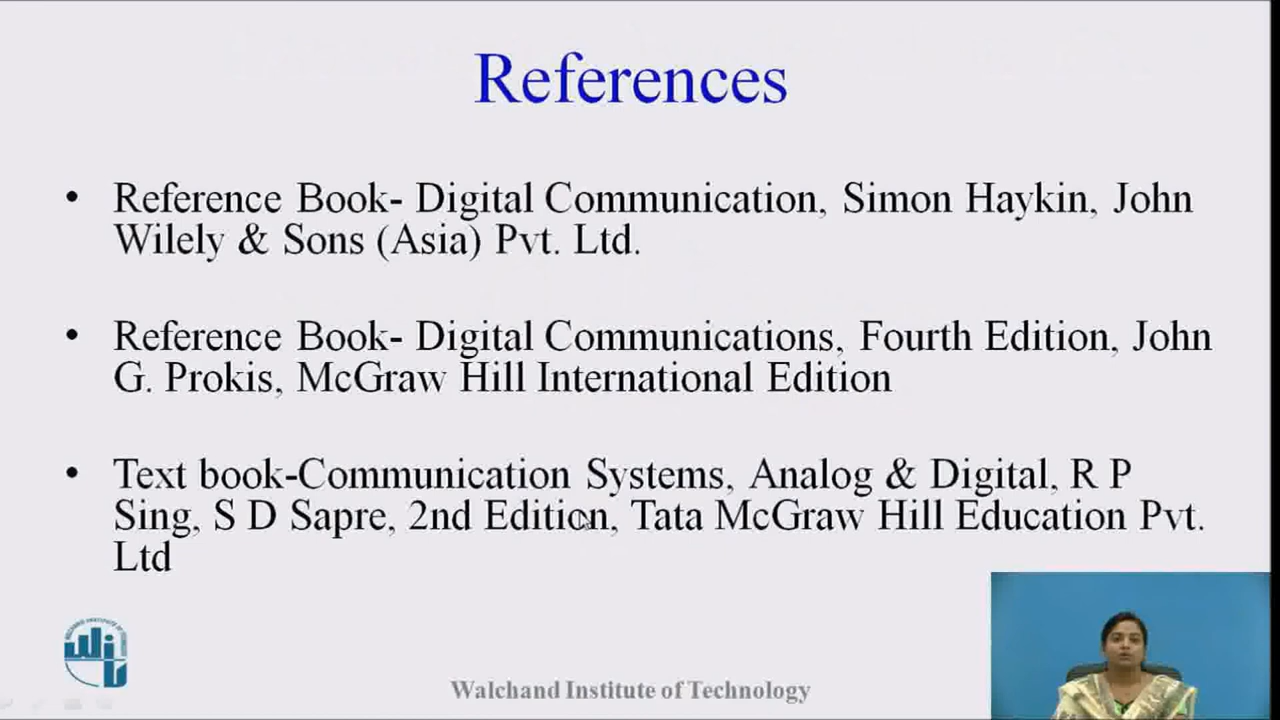 References
• Reference Book- Digital Communication, Simon Haykin, John
Wilely & Sons (Asia) Pvt. Ltd.
• Reference Book- Digital Communications, Fourth Edition, John
G. Prokis, McGraw Hill International Edition
• Text book-Communication Systems, Analog & Digital, R P
Sing, S D Sapre, 2nd Edition, Tata McGraw Hill Education Pvt.
Ltd
Walchand Institute of Technology